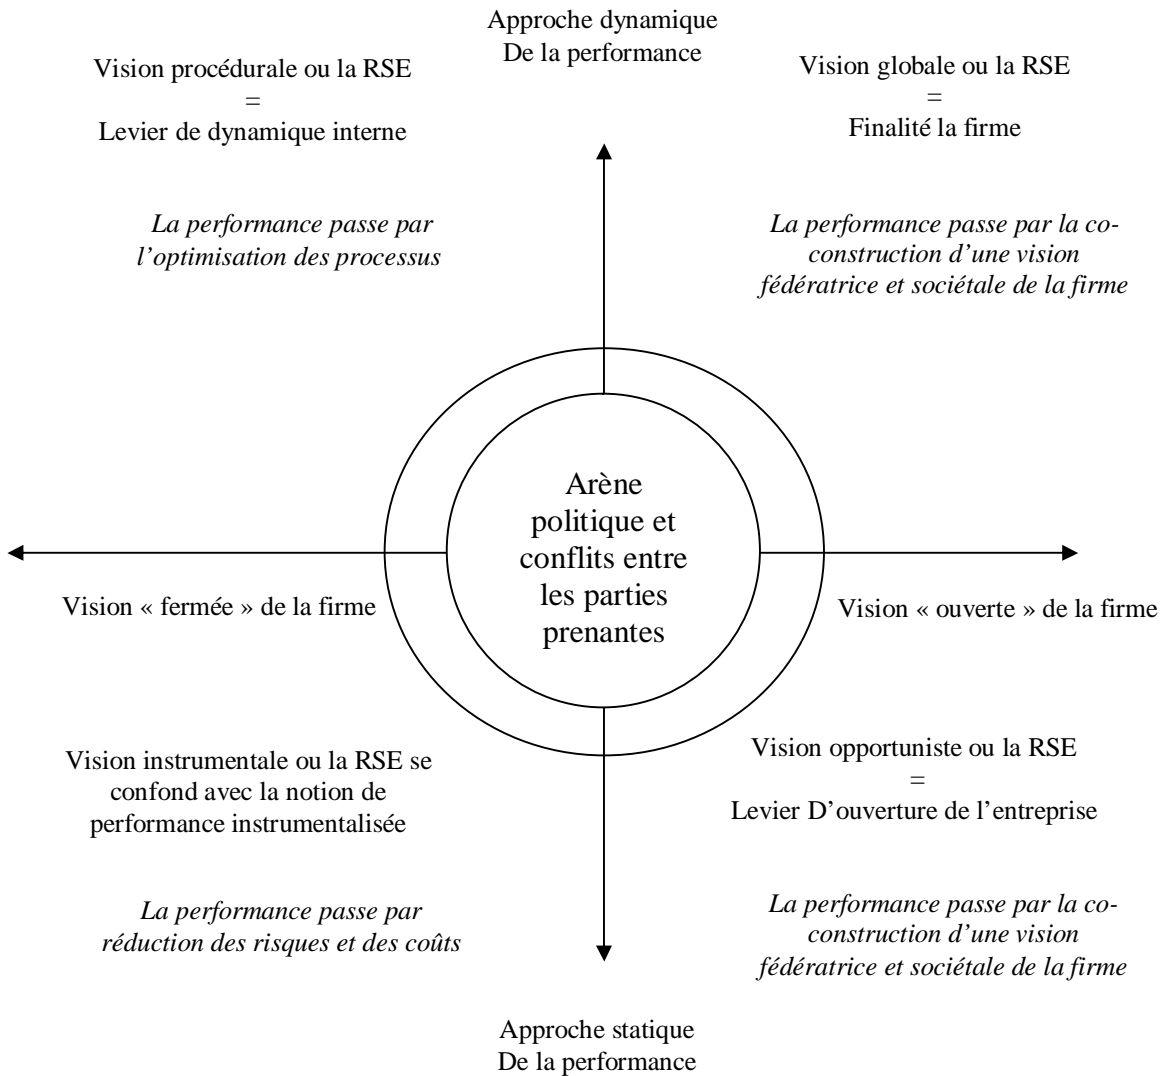 Approche dynamique
De la performance
Vision procédurale ou la RSE
=
Levier de dynamique interne
Vision globale ou la RSE
=
Finalité la firme
La performance passe par
l’optimisation des processus
La performance passe par la co-
construction d’une vision
fédératrice et sociétale de la firme
Arène
politique et
conflits entre
les parties
prenantes
Vision « fermée » de la firme
Vision « ouverte » de la firme
Vision instrumentale ou la RSE se
confond avec la notion de
performance instrumentalisée
Vision opportuniste ou la RSE
=
Levier D’ouverture de l’entreprise
La performance passe par
réduction des risques et des coûts
La performance passe par la co-
construction d’une vision
fédératrice et sociétale de la firme
Approche statique
De la performance